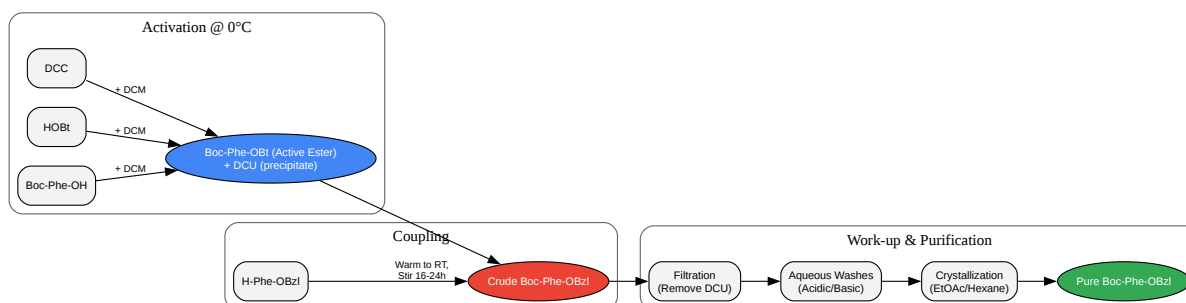 Activation @ 0°C
DCC
+ DCM
HOBt
+ DCM
Boc-Phe-OBt (Active Ester)
+ DCU (precipitate)
+ DCM
Boc-Phe-OH
Coupling
Work-up & Purification
H-Phe-OBzl
Warm to RT,
Stir 16-24h
Crude Boc-Phe-OBzl
Filtration
(Remove DCU)
Aqueous Washes
(Acidic/Basic)
Crystallization
(EtOAc/Hexane)
Pure Boc-Phe-OBzl